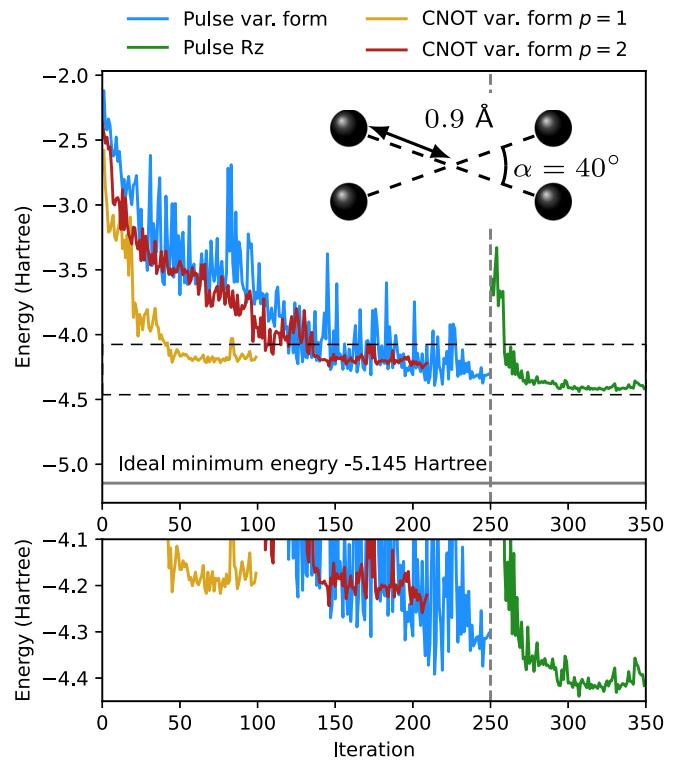 Pulse var. form
CNOT var. form p = 1
Pulse Rz
CNOT var. form p = 2
−2.0
−2.5
−3.0
−3.5
−4.0
−4.5
−5.0
Energy (Hartree)
0.9 Å
α = 40°
Ideal minimum enegry -5.145 Hartree
0 50 100 150 200 250 300 350
−4.1
−4.2
−4.3
−4.4
Energy (Hartree)
0 50 100 150 200 250 300 350
Iteration